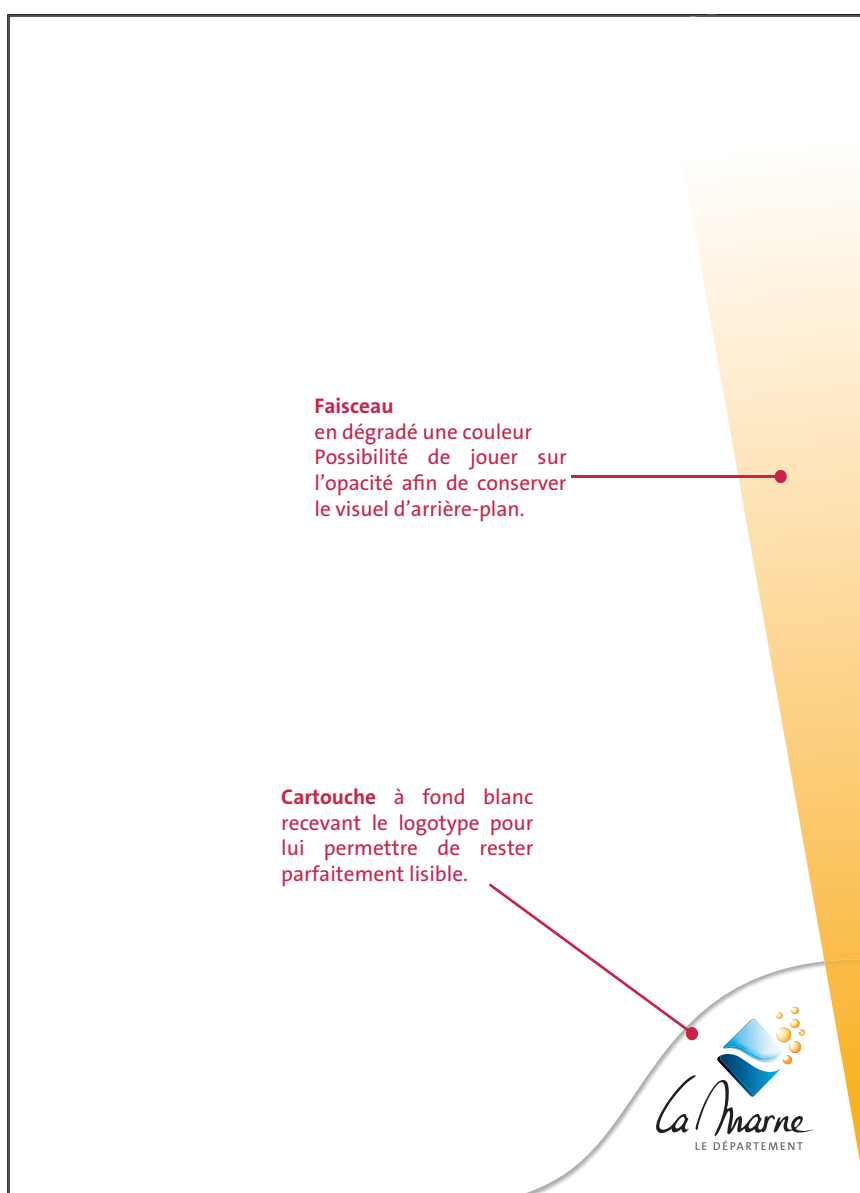 Faisceau
en dégradé une couleur
Possibilité de jouer sur
l'opacité afin de conserver
le visuel d'arrière-plan.
Cartouche à fond blanc
recevant le logotype pour
lui permettre de rester
parfaitement lisible.
La Marne
LE DÉPARTEMENT